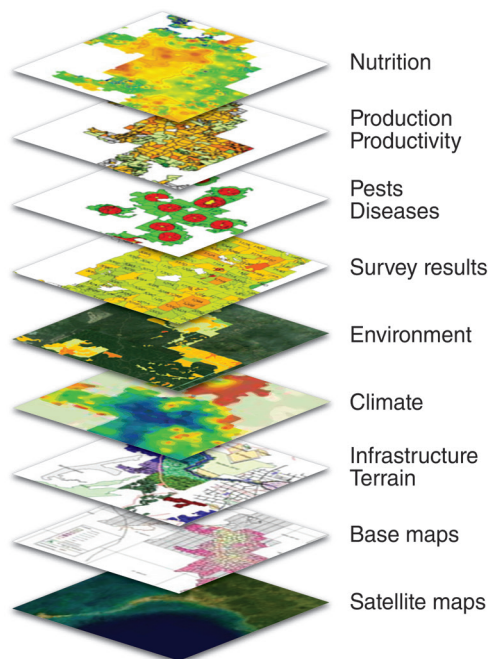 Nutrition
Production
Productivity
Pests
Diseases
Survey results
Environment
Climate
Infrastructure
Terrain
Base maps
Satellite maps